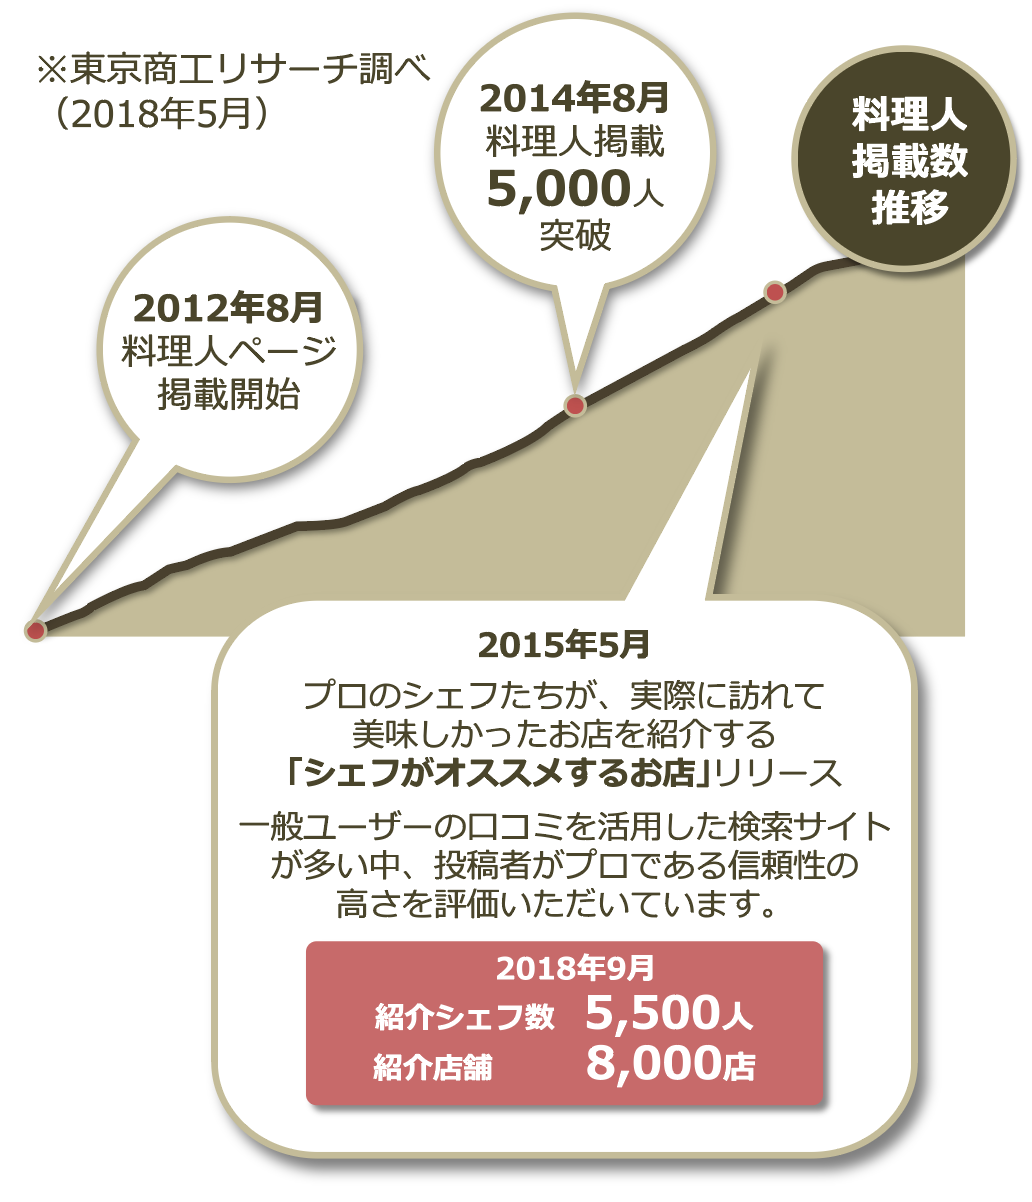 ※東京商工リサーチ調べ
（2018年5月）
2014年8月
料理人掲載
5,000人
突破
料理人
掲載数
推移
2012年8月
料理人ページ
掲載開始
2015年5月
プロのシェフたちが、実際に訪れて
美味しかったお店を紹介する
「シェフがオススメするお店」リリース
一般ユーザーの口コミを活用した検索サイト
が多い中、投稿者がプロである信頼性の
高さを評価いただいています。
2018年9月
紹介シェフ数 5,500人
紹介店舗 8,000店